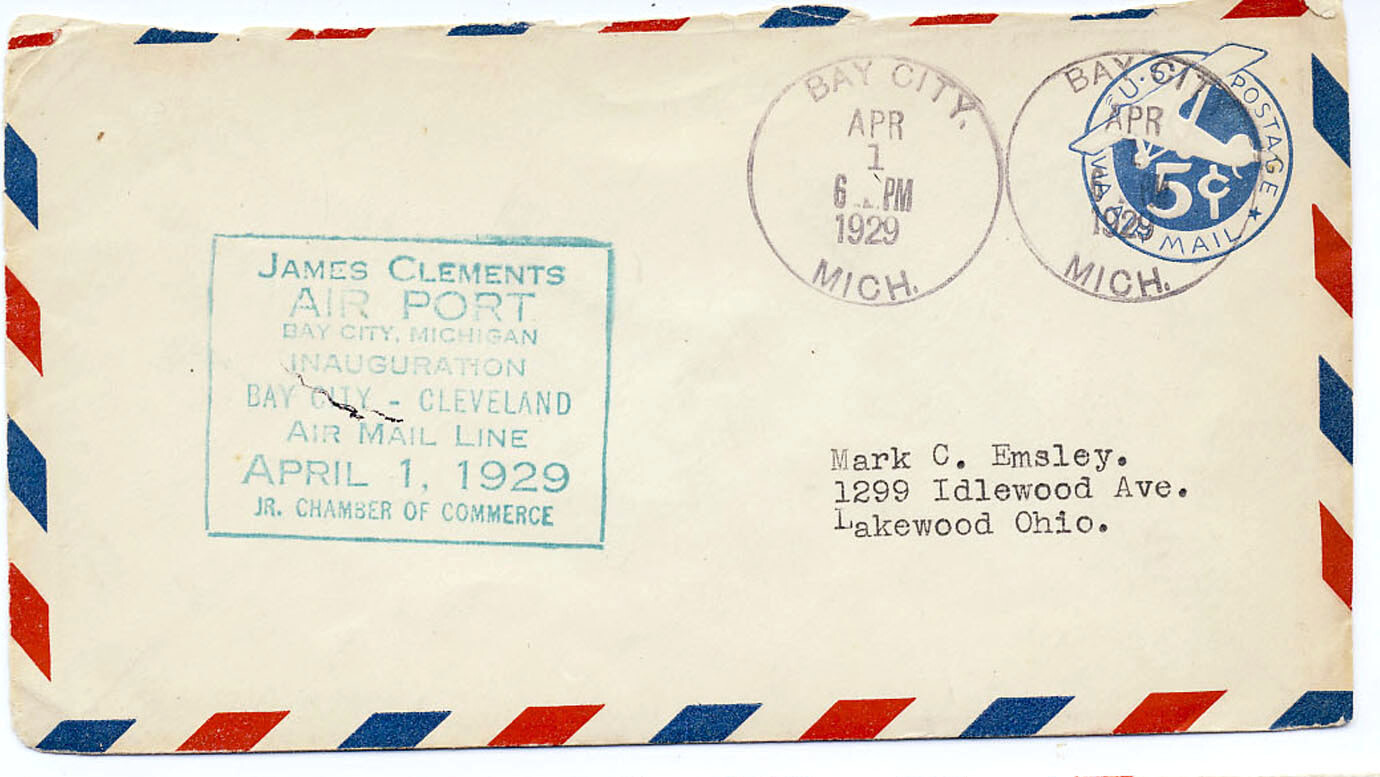 BAY CITY,
APR
1
6 PM
1929
MICH.
BAY CITY
APR
1929
MICH.
U.S. POSTAGE
5¢
VIA AIR MAIL
JAMES CLEMENTS
AIR PORT
BAY CITY, MICHIGAN
INAUGURATION
BAY CITY - CLEVELAND
AIR MAIL LINE
APRIL 1, 1929
JR. CHAMBER OF COMMERCE
Mark C. Emsley.
1299 Idlewood Ave.
Lakewood Ohio.